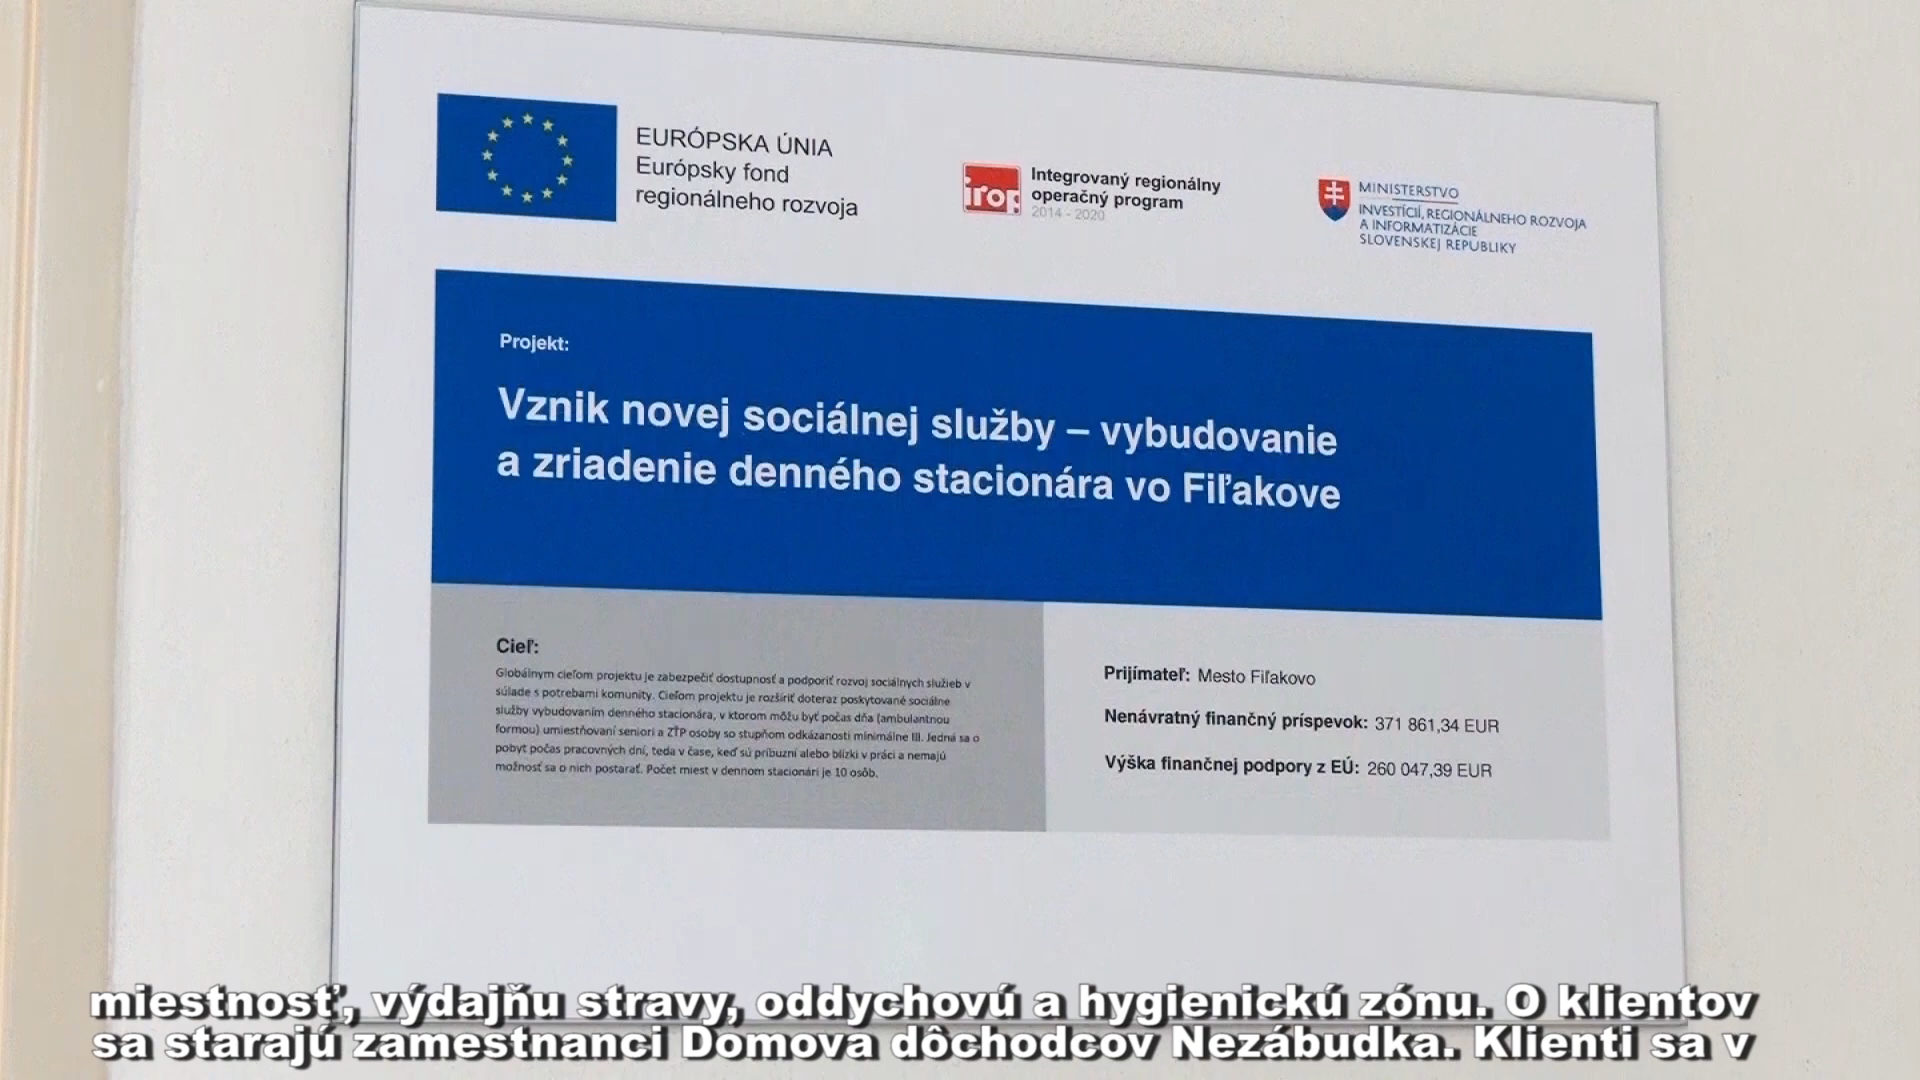 EURÓPSKA ÚNIA
Európsky fond
regionálneho rozvoja
irop
Integrovaný regionálny
operačný program
2014 - 2020
MINISTERSTVO
INVESTÍCIÍ, REGIONÁLNEHO ROZVOJA
A INFORMATIZÁCIE
SLOVENSKEJ REPUBLIKY
Projekt:
Vznik novej sociálnej služby – vybudovanie
a zriadenie denného stacionára vo Fiľakove
Cieľ:
Globálnym cieľom projektu je zabezpečiť dostupnosť a podporiť rozvoj sociálnych služieb v
súlade s potrebami komunity. Cieľom projektu je rozšíriť doteraz poskytované sociálne
služby vybudovaním denného stacionára, v ktorom môžu byť počas dňa (ambulantnou
formou) umiestňovaní seniori a ZŤP osoby so stupňom odkázanosti minimálne III. Jedná sa o
pobyt počas pracovných dní, teda v čase, keď sú príbuzní alebo blízki v práci a nemajú
možnosť sa o nich postarať. Počet miest v dennom stacionári je 10 osôb.
Prijímateľ: Mesto Fiľakovo
Nenávratný finančný príspevok: 371 861,34 EUR
Výška finančnej podpory z EÚ: 260 047,39 EUR
miestnosť, výdajňu stravy, oddychovú a hygienickú zónu. O klientov
sa starajú zamestnanci Domova dôchodcov Nezábudka. Klienti sa v